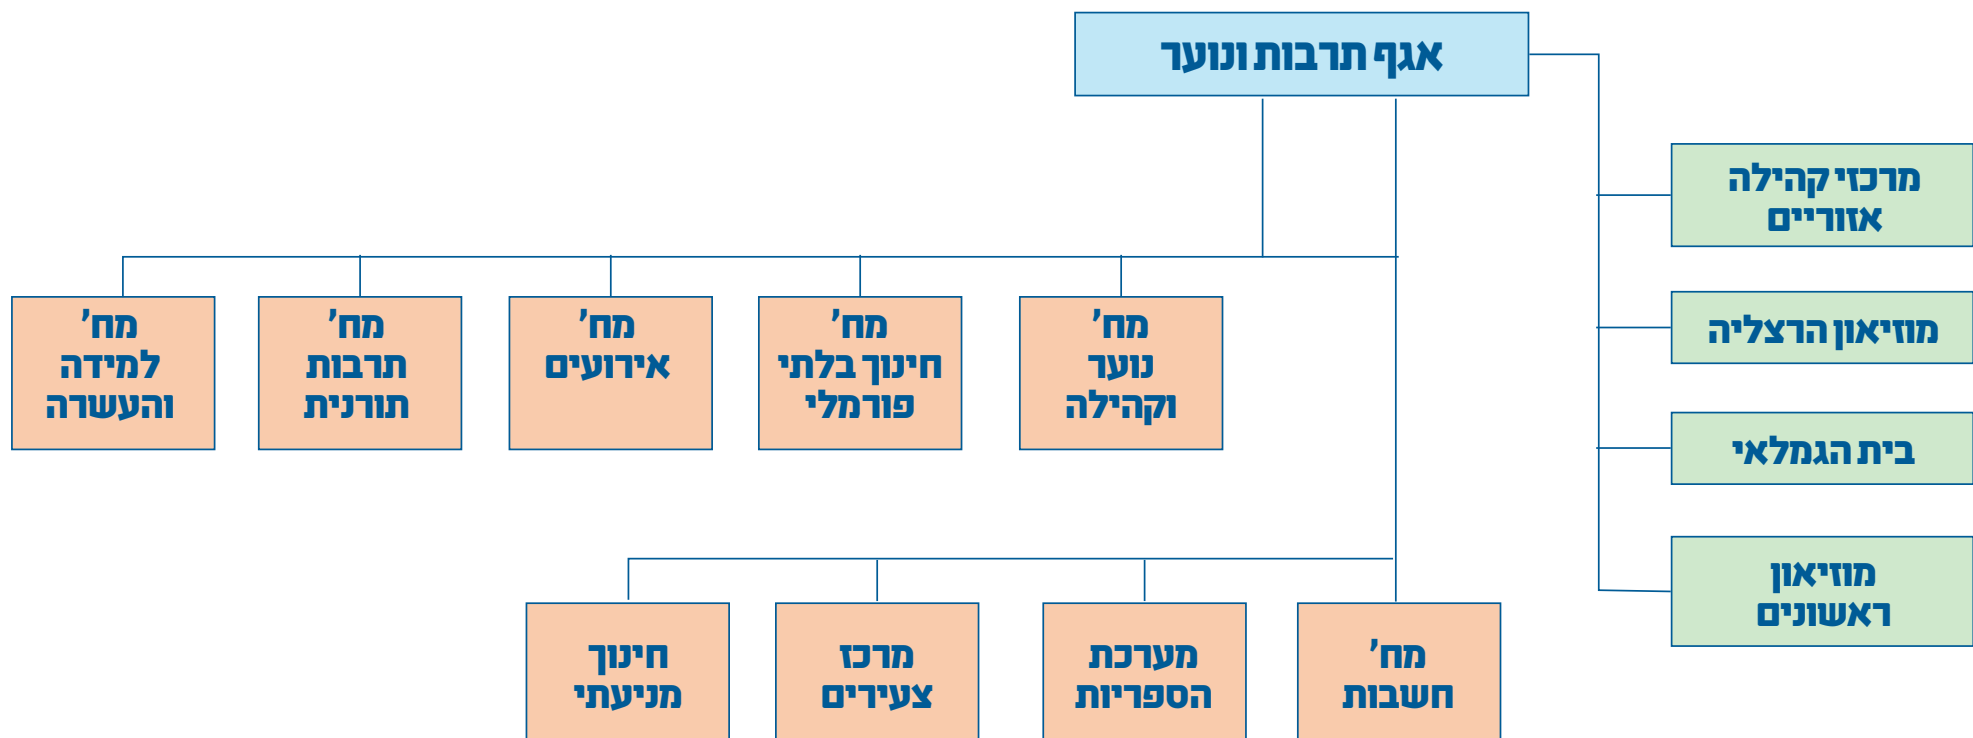 אגף תרבות ונוער
מרכזי קהילה
אזוריים
מוזיאון הרצליה
בית הגמלאי
מוזיאון
ראשונים
מח'
נוער
וקהילה
מח'
חינוך בלתי
פורמלי
מח'
אירועים
מח'
תרבות
תורנית
מח'
למידה
והעשרה
מח'
חשבות
מערכת
הספריות
מרכז
צעירים
חינוך
מניעתי